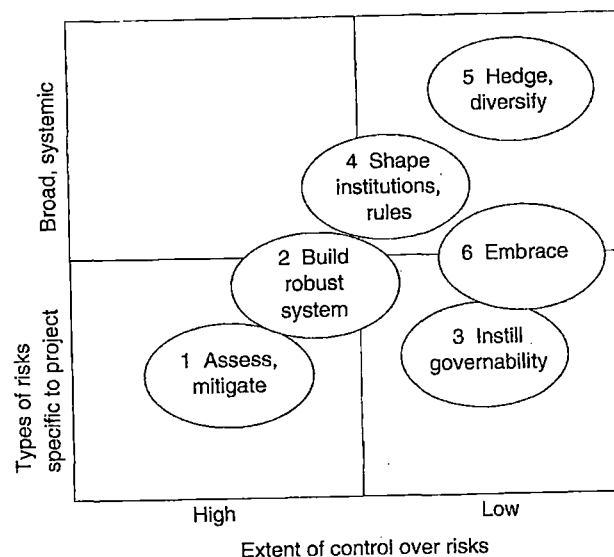 Broad, systemic
Types of risks
specific to project
5 Hedge,
diversify
4 Shape
institutions,
rules
6 Embrace
2 Build
robust
system
3 Instill
governability
1 Assess,
mitigate
High
Low
Extent of control over risks